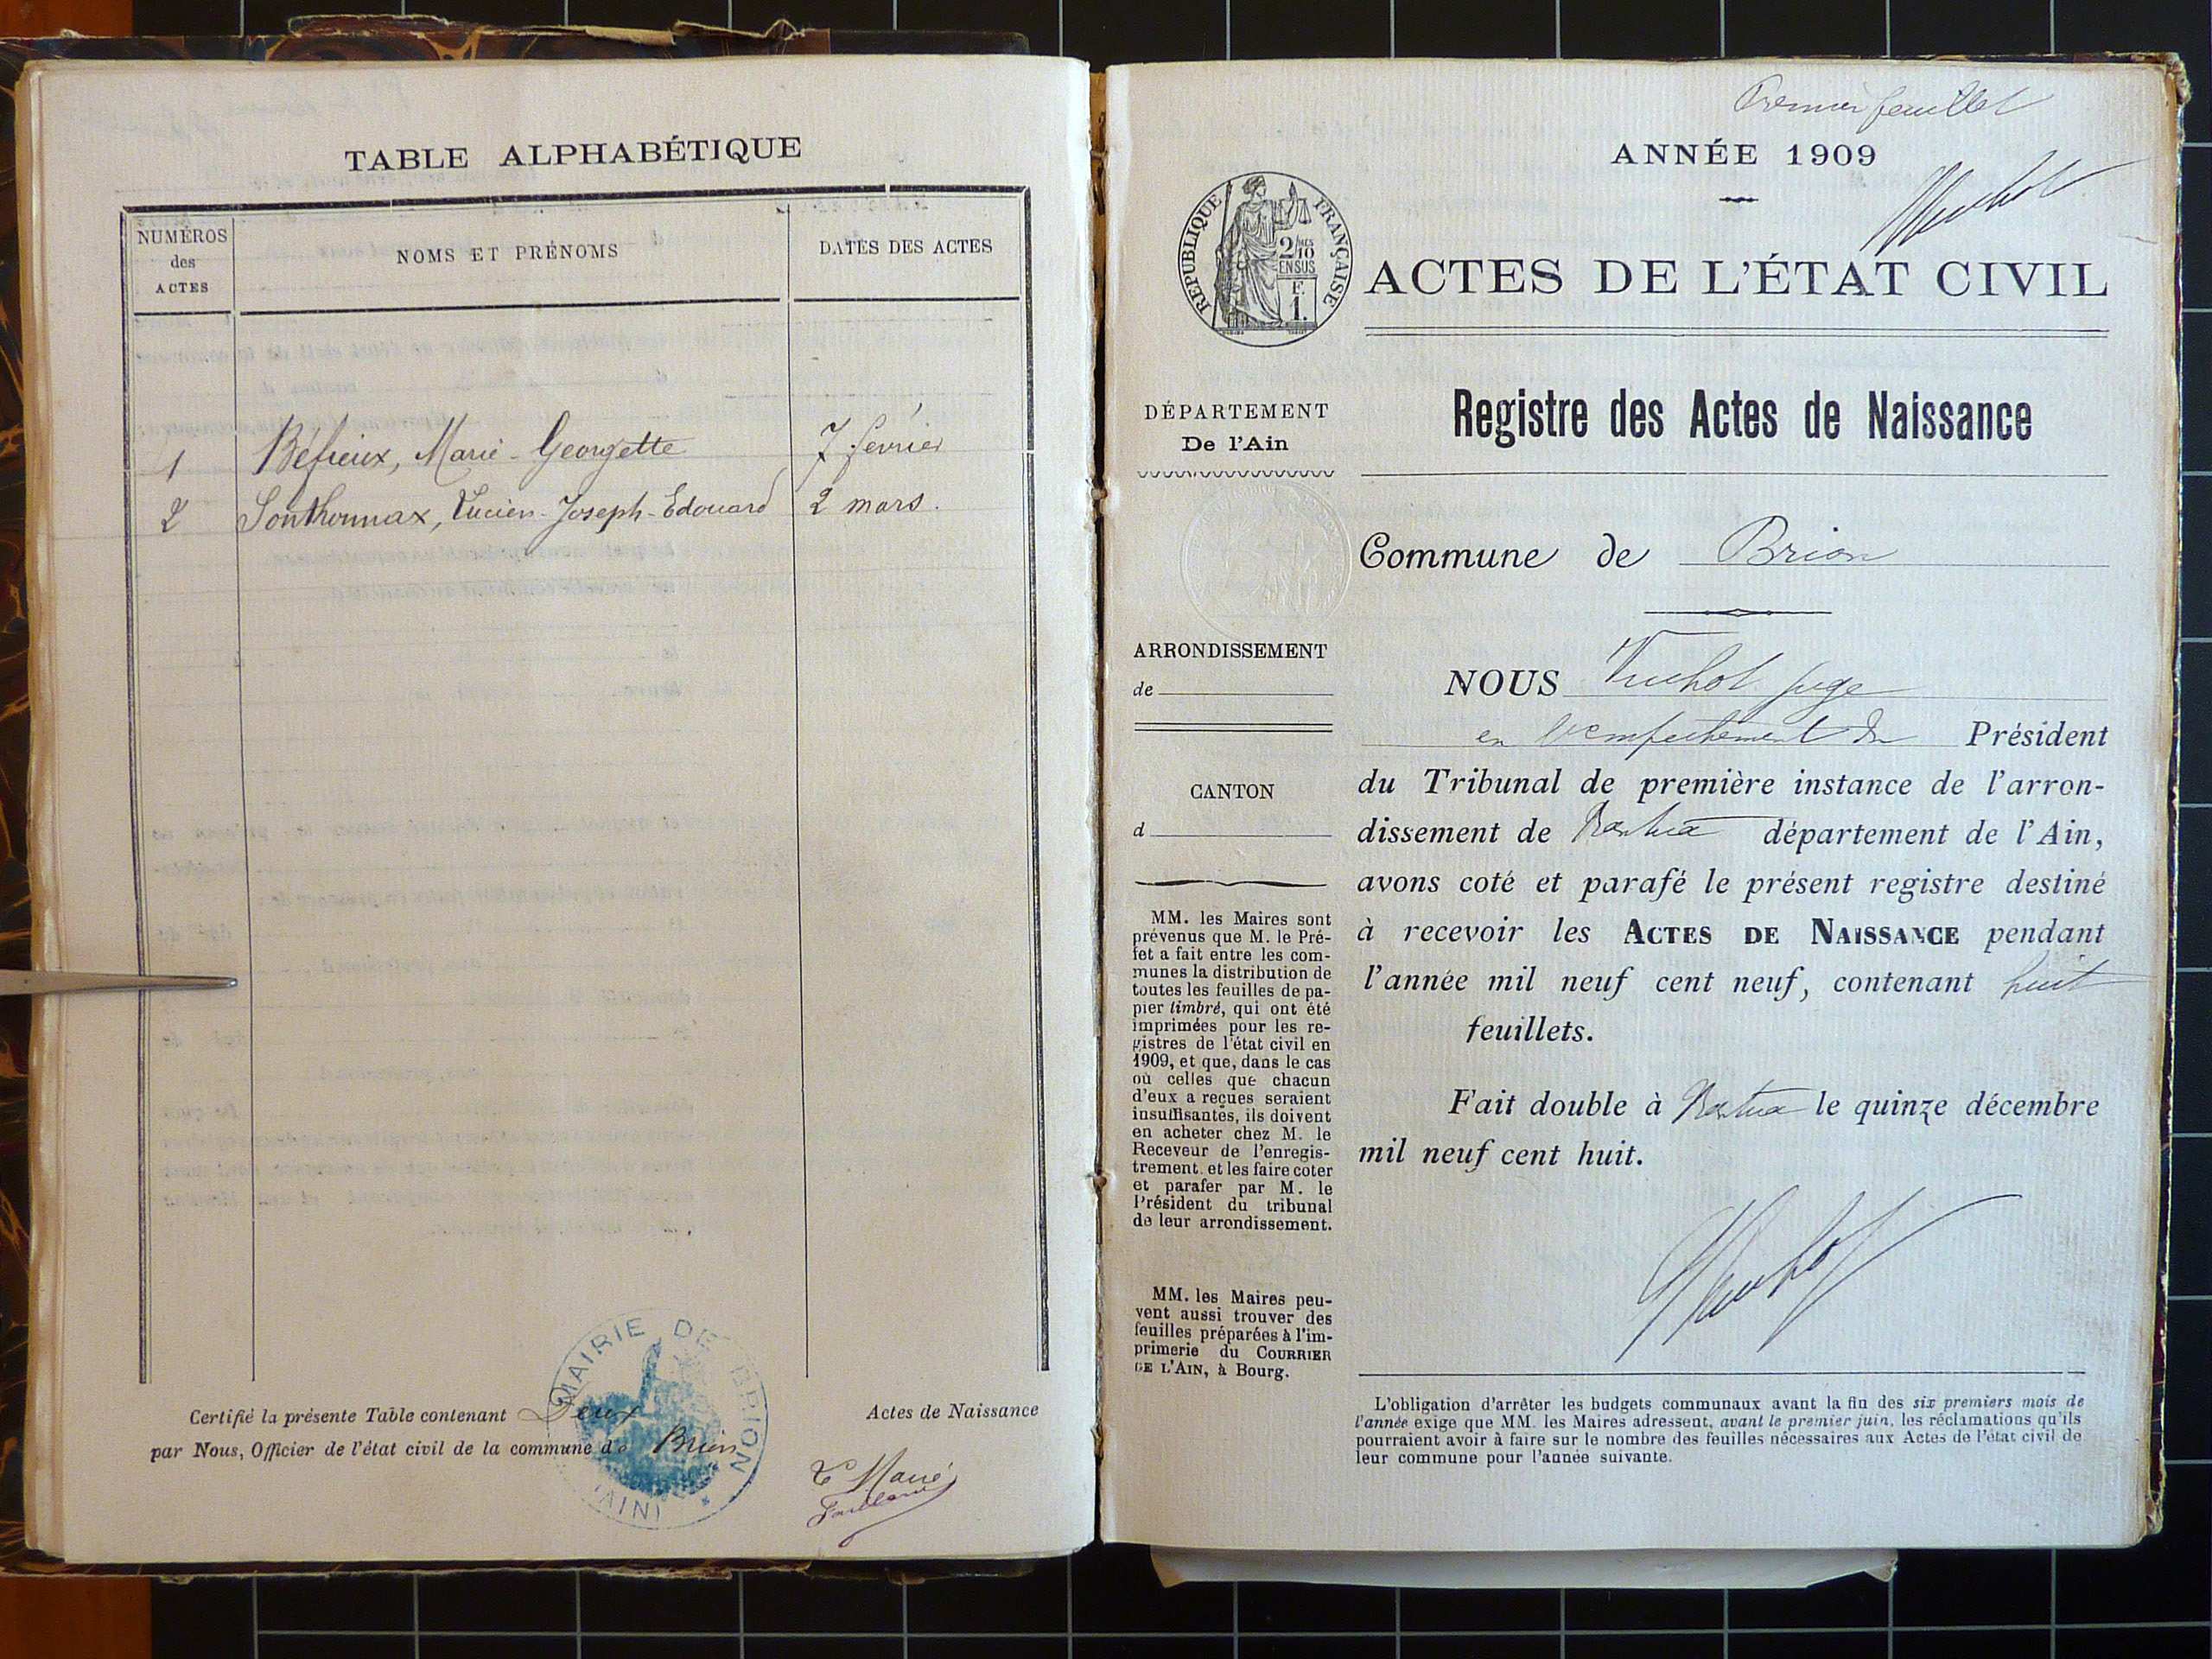 TABLE ALPHABÉTIQUE
NUMÉROS
des
ACTES
NOMS ET PRÉNOMS
DATES DES ACTES
1 Béfieux, Marie-Georgette 7 février
2 Sonthonnax, Lucien-Joseph-Edouard 2 mars.
Certifié la présente Table contenant Deux Actes de Naissance
par Nous, Officier de l'état civil de la commune de Brion
MAIRIE DE BRION
(AIN)
Le Maire
Premier feuillet
ANNÉE 1909
RÉPUBLIQUE FRANÇAISE
2/10
EN SUS
F.
1.
ACTES DE L'ÉTAT CIVIL
Registre des Actes de Naissance
DÉPARTEMENT
De l'Ain
Commune de Brion
ARRONDISSEMENT
de
CANTON
d
MM. les Maires sont
prévenus que M. le Pré-
fet a fait entre les com-
munes la distribution de
toutes les feuilles de pa-
pier timbré, qui ont été
imprimées pour les re-
gistres de l'état civil en
1909, et que, dans le cas
où celles que chacun
d'eux a reçues seraient
insuffisantes, ils doivent
en acheter chez M. le
Receveur de l'enregis-
trement et les faire coter
et parafer par M. le
Président du tribunal
de leur arrondissement.
MM. les Maires peu-
vent aussi trouver des
feuilles préparées à l'im-
primerie du COURRIER
DE L'AIN, à Bourg.
NOUS juge
en l'empêchement du Président
du Tribunal de première instance de l'arron-
dissement de Nantua département de l'Ain,
avons coté et parafé le présent registre destiné
à recevoir les ACTES DE NAISSANCE pendant
l'année mil neuf cent neuf, contenant huit
feuillets.
Fait double à Nantua le quinze décembre
mil neuf cent huit.
L'obligation d'arrêter les budgets communaux avant la fin des six premiers mois de
l'année exige que MM. les Maires adressent, avant le premier juin, les réclamations qu'ils
pourraient avoir à faire sur le nombre des feuilles nécessaires aux Actes de l'état civil de
leur commune pour l'année suivante.